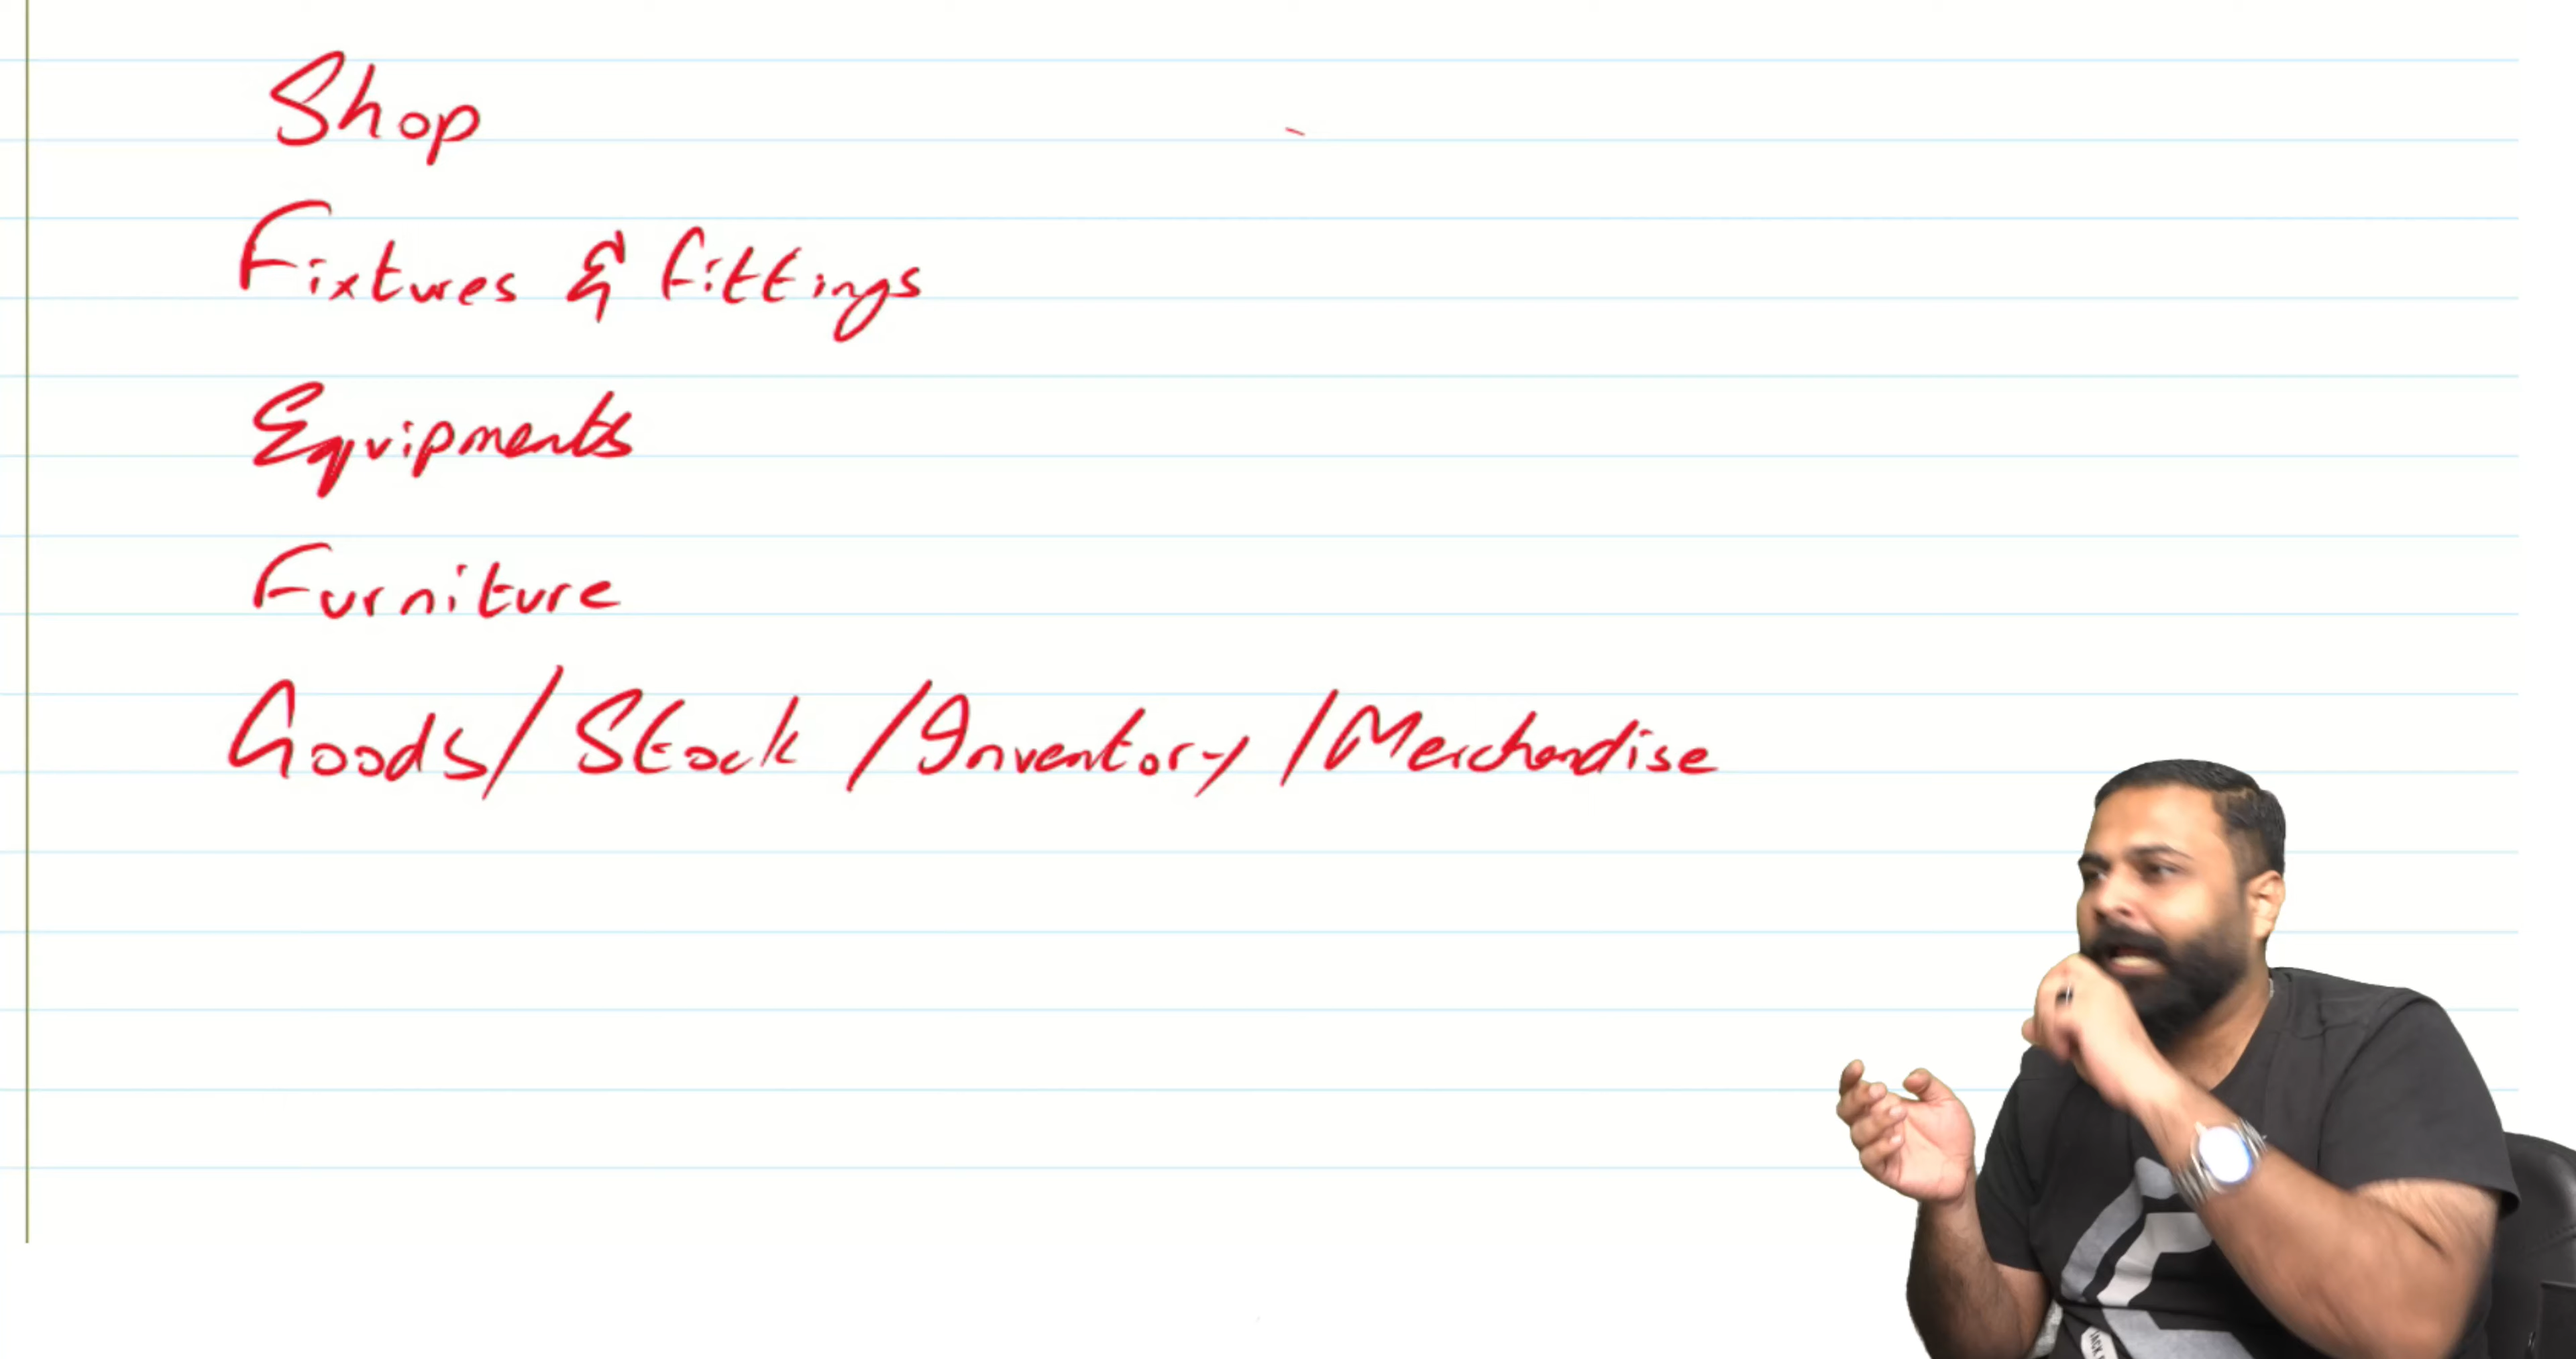 Shop
Fixtures & fittings
Equipments
Furniture
Goods/Stock/Inventory/Merchandise